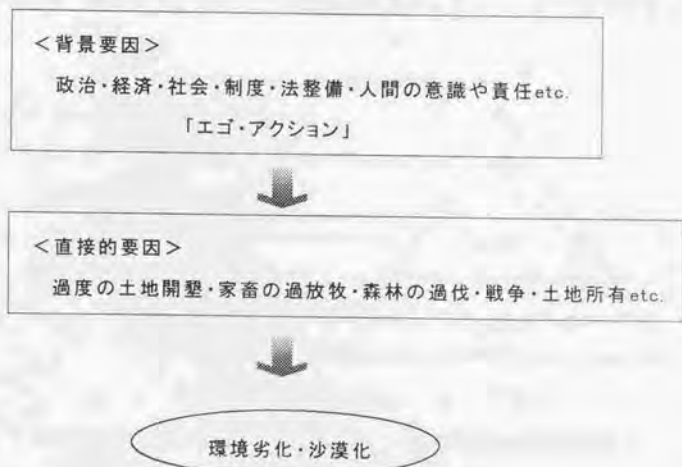 ＜背景要因＞
政治・経済・社会・制度・法整備・人間の意識や責任etc.
「エゴ・アクション」
＜直接的要因＞
過度の土地開墾・家畜の過放牧・森林の過伐・戦争・土地所有etc.
環境劣化・沙漠化